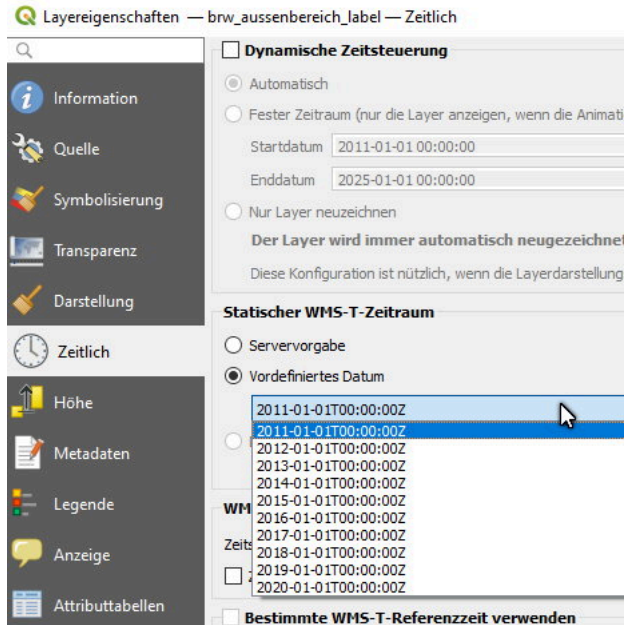 Layereigenschaften — brw_aussenbereich_label — Zeitlich
Information
Quelle
Symbolisierung
Transparenz
Darstellung
Zeitlich
Höhe
Metadaten
Legende
Anzeige
Attributtabellen
Dynamische Zeitsteuerung
Automatisch
Fester Zeitraum (nur die Layer anzeigen, wenn die Animati
Startdatum 2011-01-01 00:00:00
Enddatum 2025-01-01 00:00:00
Nur Layer neuzeichnen
Der Layer wird immer automatisch neugezeichnet
Diese Konfiguration ist nützlich, wenn die Layerdarstellung
Statischer WMS-T-Zeitraum
Servervorgabe
Vordefiniertes Datum
2011-01-01T00:00:00Z
2011-01-01T00:00:00Z
2012-01-01T00:00:00Z
2013-01-01T00:00:00Z
2014-01-01T00:00:00Z
2015-01-01T00:00:00Z
2016-01-01T00:00:00Z
2017-01-01T00:00:00Z
2018-01-01T00:00:00Z
2019-01-01T00:00:00Z
2020-01-01T00:00:00Z
WM
Zeits
Bestimmte WMS-T-Referenzzeit verwenden